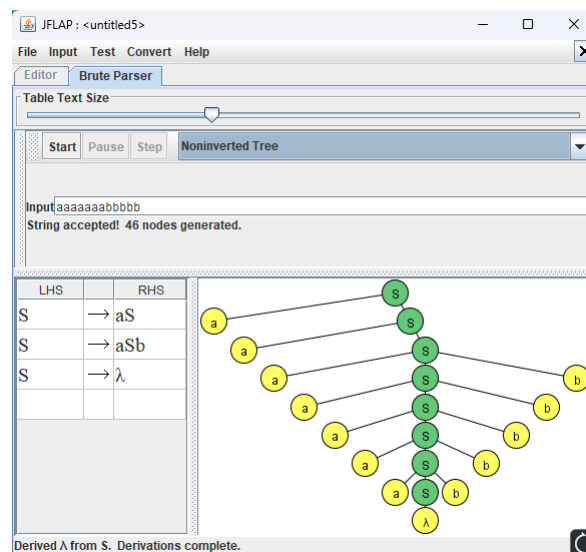 JFLAP : <untitled5>
File Input Test Convert Help
Editor Brute Parser
Table Text Size
Start Pause Step Noninverted Tree
Input aaaaaaabbbbb
String accepted! 46 nodes generated.
LHS RHS
S → aS
S → aSb
S → λ
S
a S
a S
a S b
a S b
a S b
a S b
a S b
λ
Derived λ from S. Derivations complete.